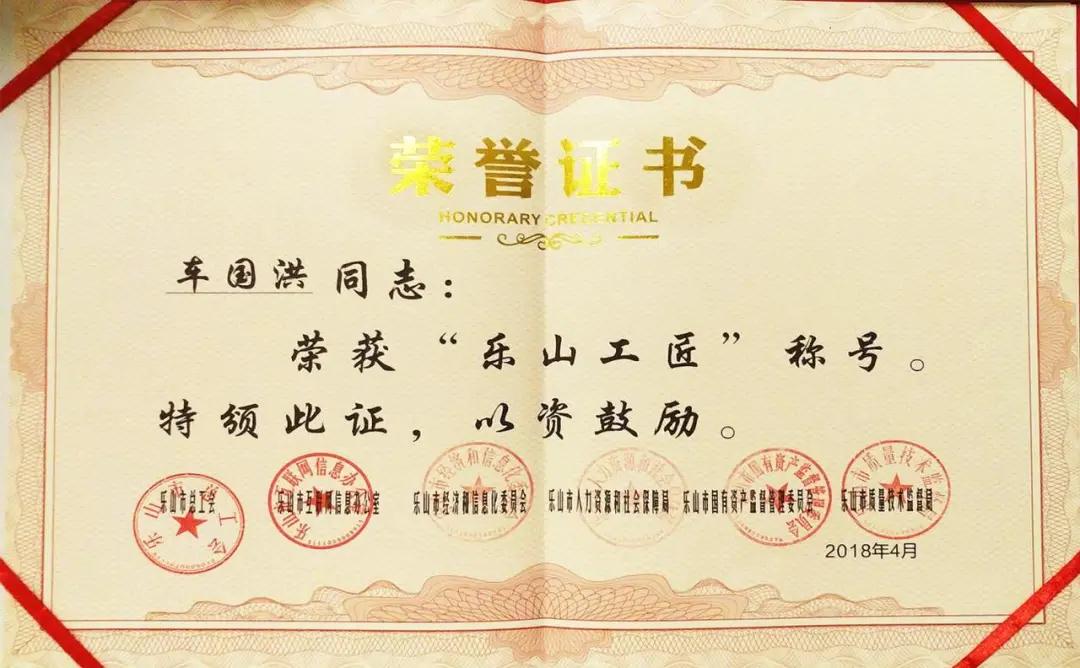 荣誉证书
HONORARY CREDENTIAL
车国洪同志：
荣获“乐山工匠”称号。
特颁此证，以资鼓励。
乐山市总工会 乐山市互联网信息办公室 乐山市经济和信息化委员会 乐山市人力资源和社会保障局 乐山市国有资产监督管理委员会 乐山市质量技术监督局
2018年4月